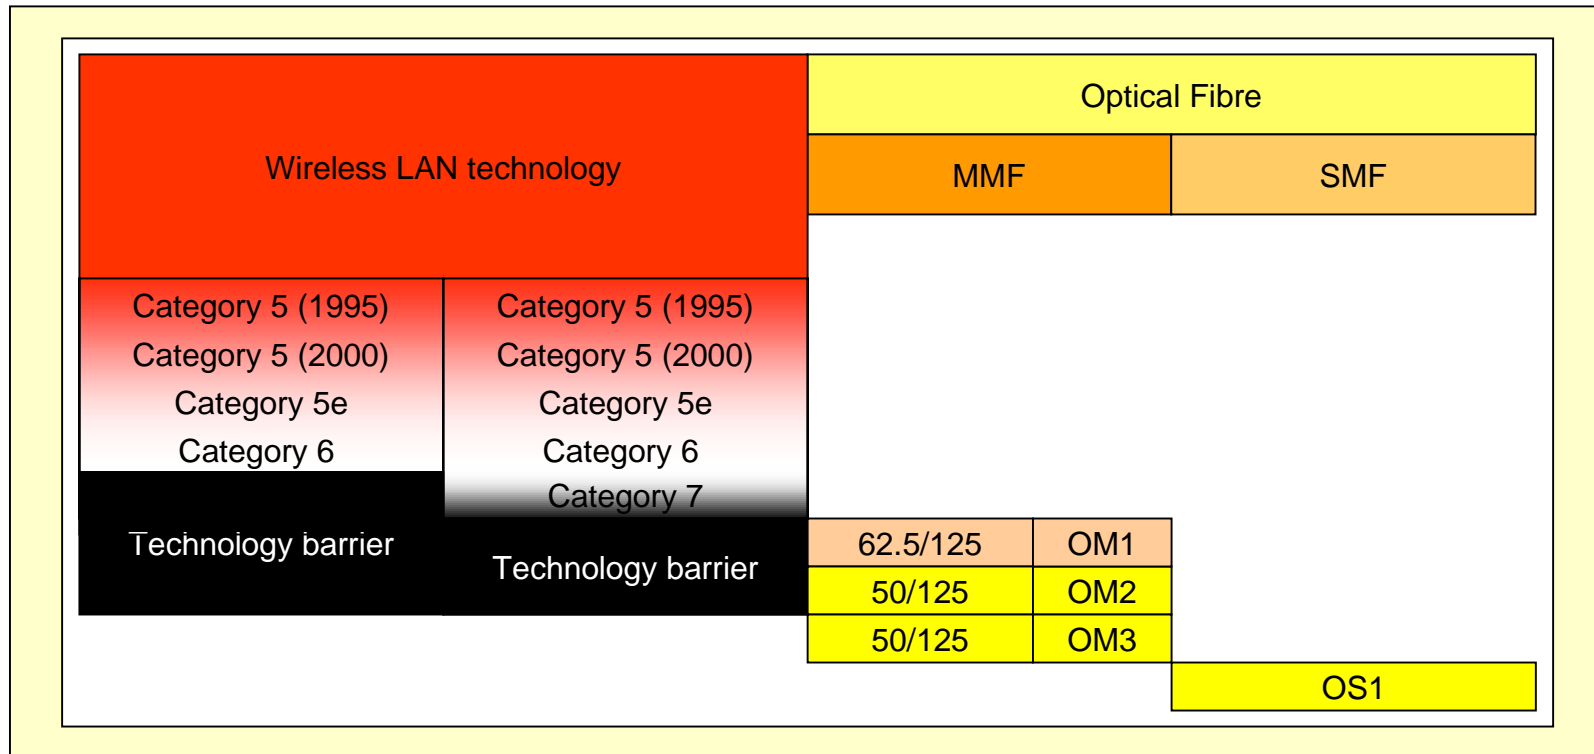 Optical Fibre
Wireless LAN technology
MMF
SMF
Category 5 (1995)
Category 5 (1995)
Category 5 (2000)
Category 5 (2000)
Category 5e
Category 5e
Category 6
Category 6
Category 7
Technology barrier
Technology barrier
62.5/125
OM1
50/125
OM2
50/125
OM3
OS1